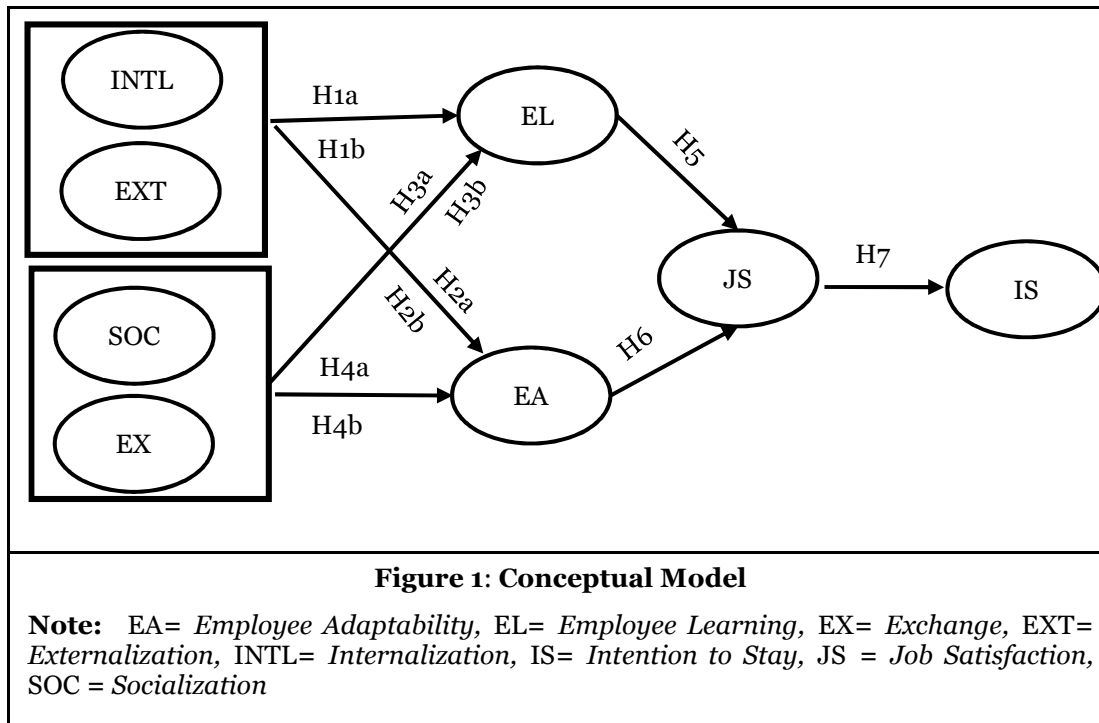 INTL
EXT
H1a
H1b
EL
H3a
H3b
H5
JS
H7
IS
H2a
H2b
SOC
EX
H4a
H4b
EA
H6
Figure 1: Conceptual Model
Note: EA= Employee Adaptability, EL= Employee Learning, EX= Exchange, EXT=
Externalization, INTL= Internalization, IS= Intention to Stay, JS = Job Satisfaction,
SOC = Socialization